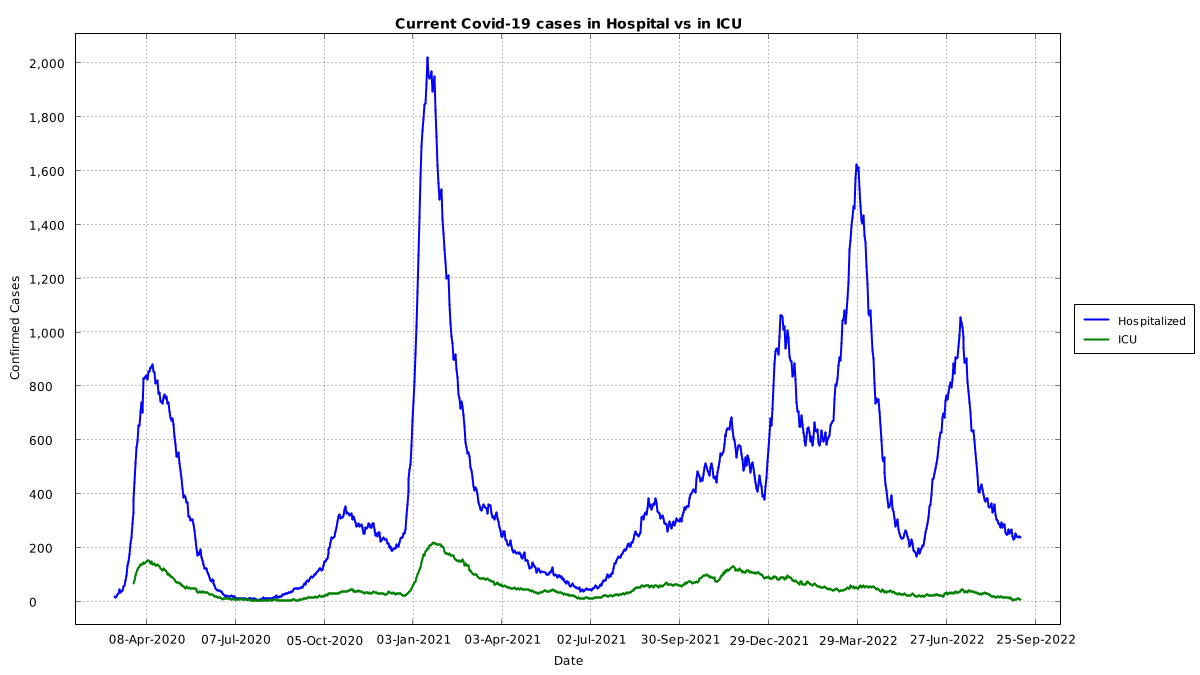 Current Covid-19 cases in Hospital vs in ICU
Confirmed Cases
2,000
1,800
1,600
1,400
1,200
1,000
800
600
400
200
0
08-Apr-2020 07-Jul-2020 05-Oct-2020 03-Jan-2021 03-Apr-2021 02-Jul-2021 30-Sep-2021 29-Dec-2021 29-Mar-2022 27-Jun-2022 25-Sep-2022
Date
Hospitalized
ICU